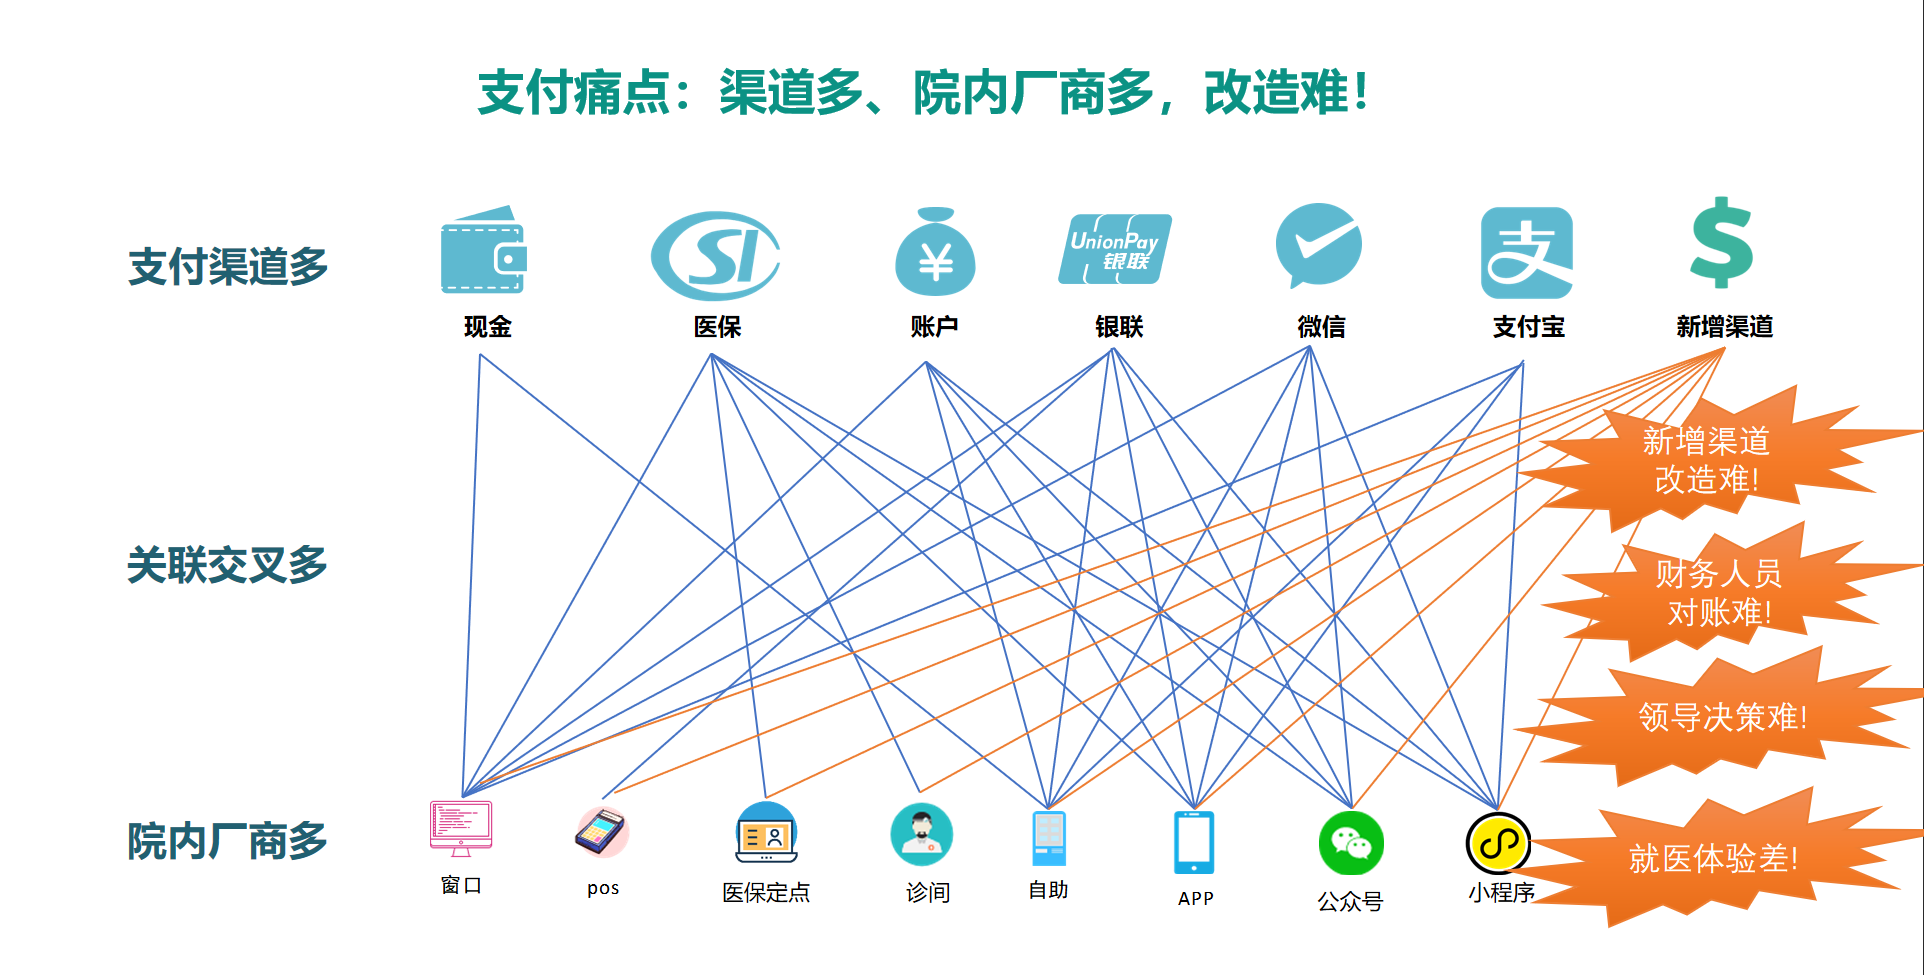 支付痛点：渠道多、院内厂商多，改造难！
支付渠道多
UnionPay
银联
支
现金
医保
账户
银联
微信
支付宝
新增渠道
新增渠道
改造难!
关联交叉多
财务人员
对账难!
领导决策难!
院内厂商多
就医体验差!
窗口
pos
医保定点
诊间
自助
APP
公众号
小程序